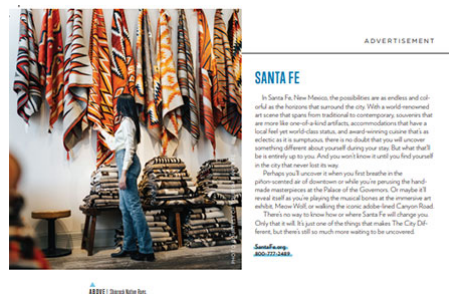 ADVERTISEMENT
SANTA FE
In Santa Fe, New Mexico, the possibilities are as endless and col-
orful as the horizons that surround the city. With a world-renowned
art scene that spans from traditional to contemporary, souvenirs that
are more like one-of-a-kind artifacts, accommodations that have a
local feel yet world-class status, and award-winning cuisine that's as
eclectic as it is sumptuous, there is no doubt that you will uncover
something different about yourself during your stay. But what that'll
be is entirely up to you. And you won't know it until you find yourself
in the city that never lost its way.
Perhaps you'll uncover it when you first breathe in the
piñon-scented air of downtown or while you're perusing the hand-
made masterpieces at the Palace of the Governors. Or maybe it'll
reveal itself as you're playing the musical bones at the immersive art
exhibit, Meow Wolf, or walking the iconic adobe-lined Canyon Road.
There's no way to know how or where Santa Fe will change you.
Only that it will. It's just one of the things that makes The City Dif-
ferent, but there's still so much more waiting to be uncovered.
SantaFe.org
800-777-2489
ABOVE | Shiprock Native Rugs